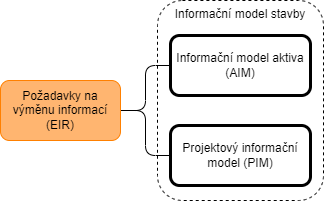 Informační model stavby
Informační model aktiva
(AIM)
Požadavky na
výměnu informací
(EIR)
Projektový informační
model (PIM)